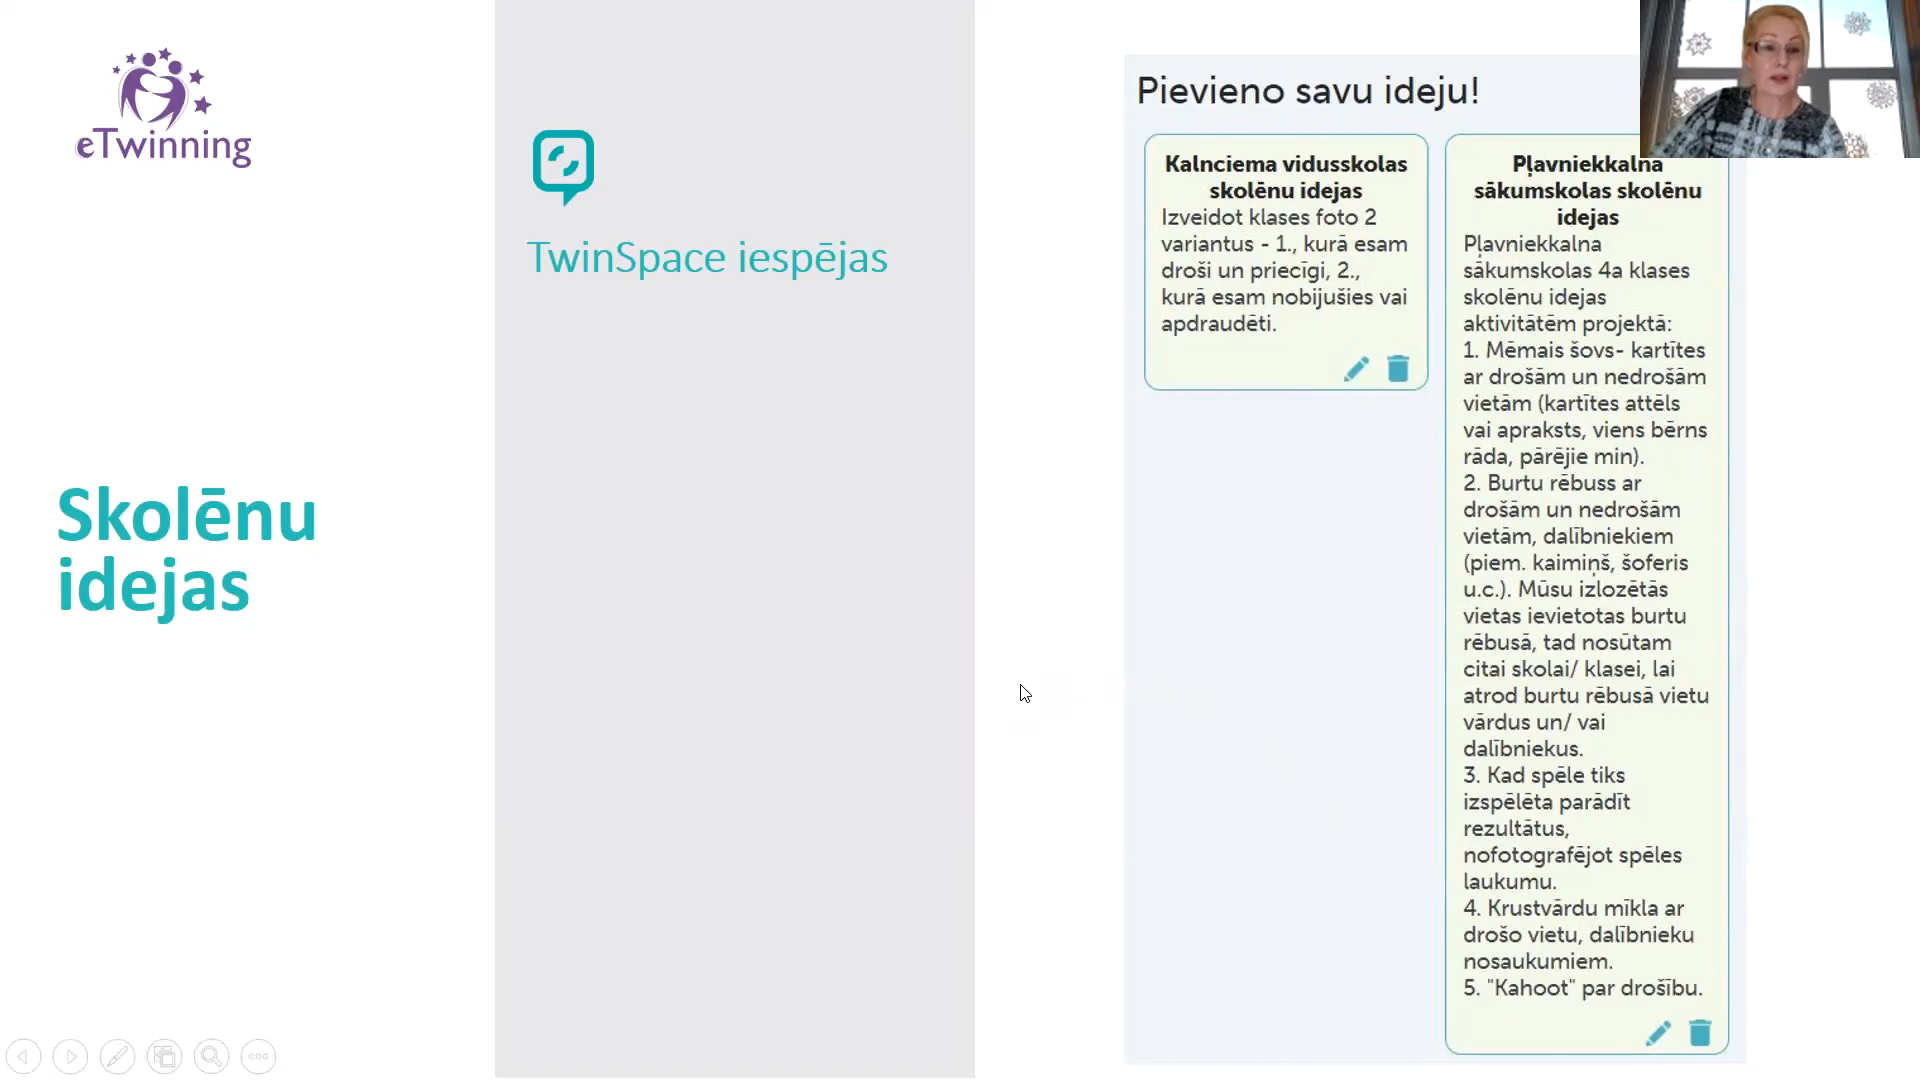 eTwinning
Skolēnu
idejas
TwinSpace iespējas
Pievieno savu ideju!
Kalnciema vidusskolas
skolēnu idejas
Izveidot klases foto 2
variantus - 1., kurā esam
droši un priecīgi, 2.,
kurā esam nobijušies vai
apdraudēti.
Pļavniekkalna
sākumskolas skolēnu
idejas
Pļavniekkalna
sākumskolas 4a klases
skolēnu idejas
aktivitātēm projektā:
1. Mēmais šovs- kartītes
ar drošām un nedrošām
vietām (kartītes attēls
vai apraksts, viens bērns
rāda, pārējie min).
2. Burtu rēbuss ar
drošām un nedrošām
vietām, dalībniekiem
(piem. kaimiņš, šoferis
u.c.). Mūsu izlozētās
vietas ievietotas burtu
rēbusā, tad nosūtam
citai skolai/ klasei, lai
atrod burtu rēbusā vietu
vārdus un/ vai
dalībniekus.
3. Kad spēle tiks
izspēlēta parādīt
rezultātus,
nofotografējot spēles
laukumu.
4. Krustvārdu mīkla ar
drošo vietu, dalībnieku
nosaukumiem.
5. "Kahoot" par drošību.